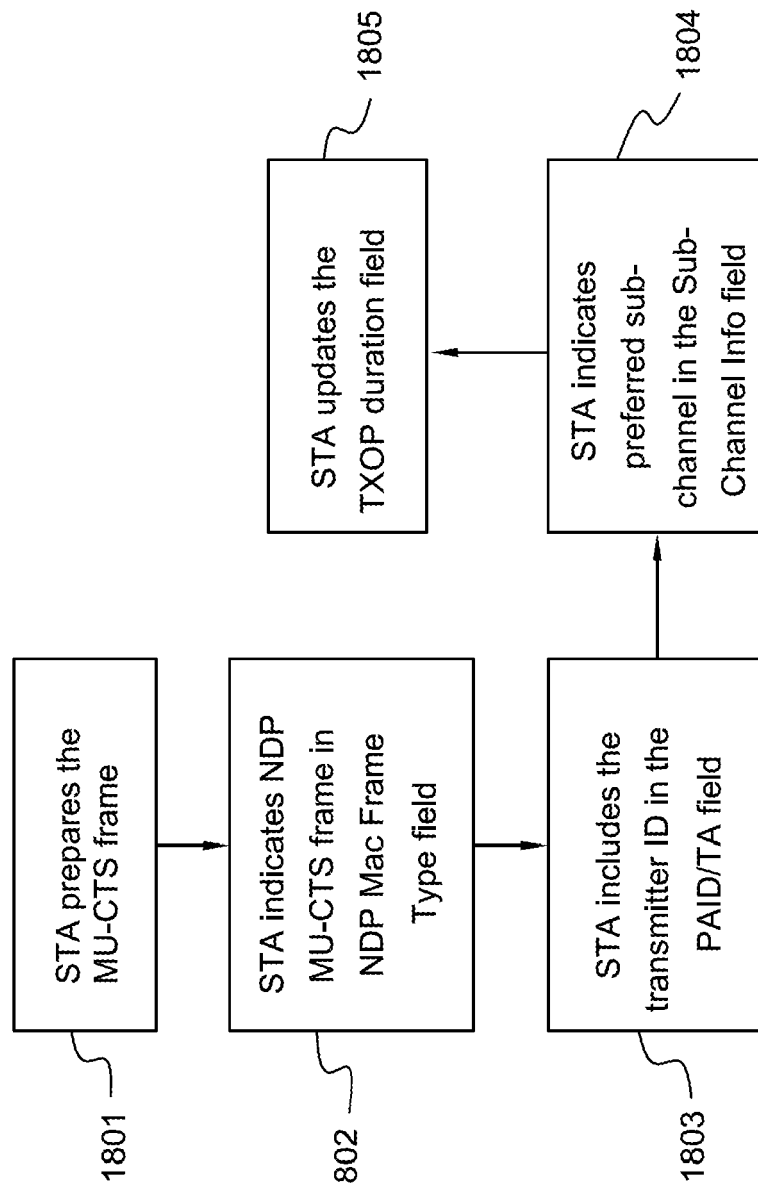 1801
STA prepares the
MU-CTS frame
802
STA indicates NDP
MU-CTS frame in
NDP Mac Frame
Type field
1803
STA includes the
transmitter ID in the
PAID/TA field
1804
STA indicates
preferred sub-
channel in the Sub-
Channel Info field
1805
STA updates the
TXOP duration field